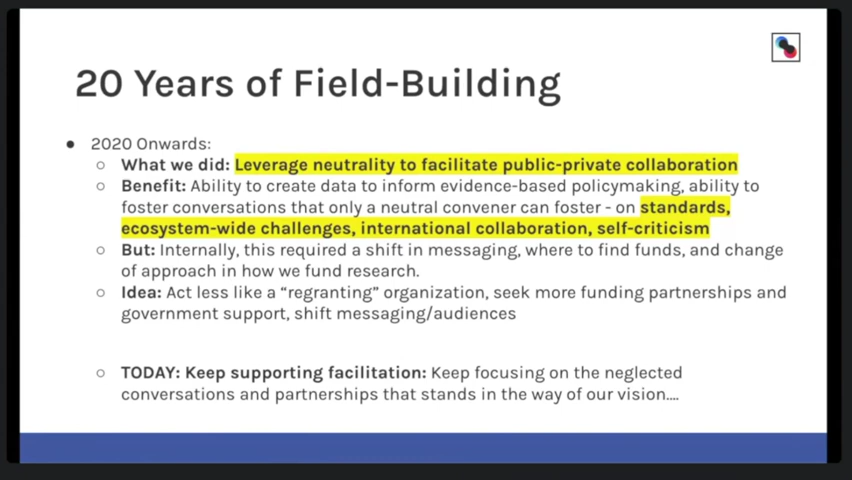 20 Years of Field-Building
● 2020 Onwards:
○ What we did: Leverage neutrality to facilitate public-private collaboration
○ Benefit: Ability to create data to inform evidence-based policymaking, ability to
foster conversations that only a neutral convener can foster - on standards,
ecosystem-wide challenges, international collaboration, self-criticism
○ But: Internally, this required a shift in messaging, where to find funds, and change
of approach in how we fund research.
○ Idea: Act less like a “regranting” organization, seek more funding partnerships and
government support, shift messaging/audiences
○ TODAY: Keep supporting facilitation: Keep focusing on the neglected
conversations and partnerships that stands in the way of our vision....